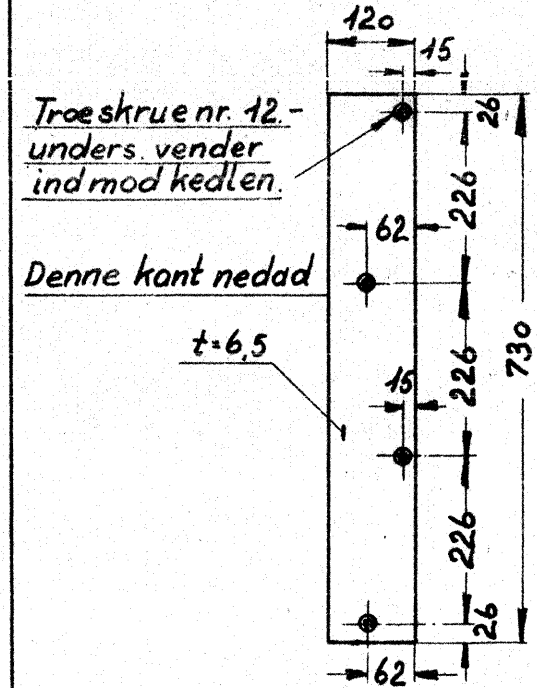 120
15
Træskrue nr. 12.-
unders. vender
ind mod kedlen.
26
226
62
Denne kant nedad
t=6,5
226
730
15
226
26
62